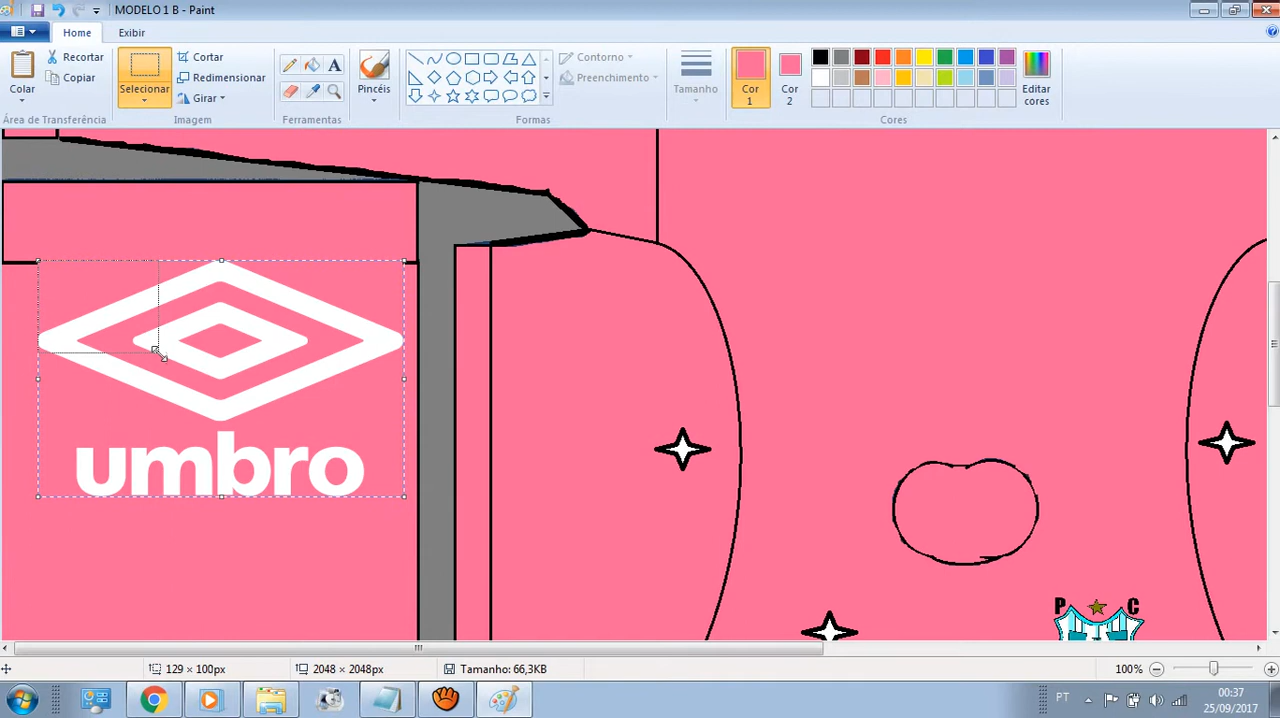 MODELO 1 B - Paint
Home
Exibir
Colar
Recortar
Copiar
Área de Transferência
Selecionar
Cortar
Redimensionar
Girar
Imagem
A
Ferramentas
Pincéis
Contorno
Preenchimento
Formas
Tamanho
Cor
1
Cor
2
Editar
cores
Cores
umbro
P C
129 × 100px
2048 × 2048px
Tamanho: 66,3KB
100%
PT
00:37
25/09/2017